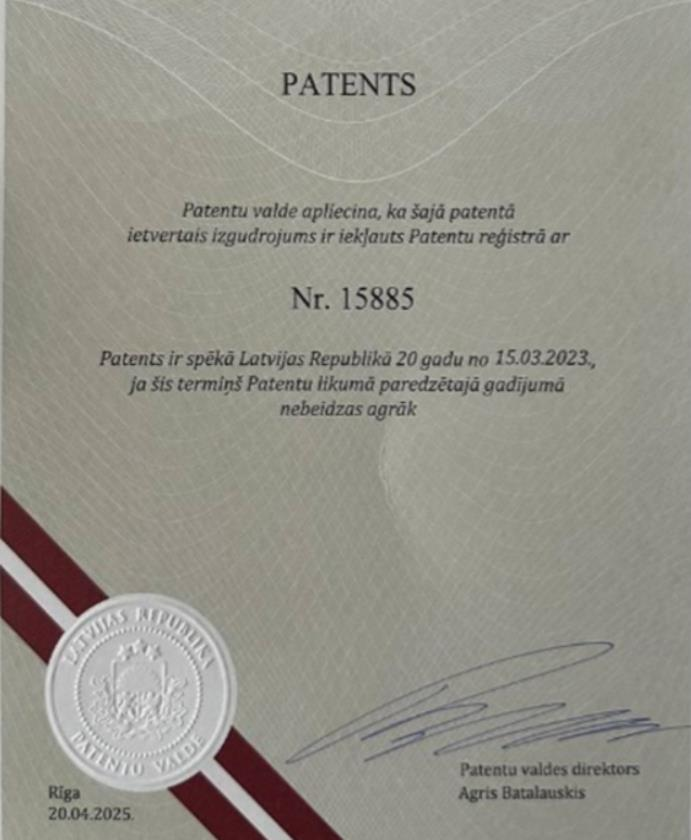 PATENTS
Patentu valde apliecina, ka šajā patentā
ietvertais izgudrojums ir iekļauts Patentu reģistrā ar
Nr. 15885
Patents ir spēkā Latvijas Republikā 20 gadu no 15.03.2023.,
ja šis termiņš Patentu likumā paredzētajā gadījumā
nebeidzas agrāk
LATVIJAS REPUBLIKA
PATENTU VALDE
Patentu valdes direktors
Agris Batalauskis
Rīga
20.04.2025.